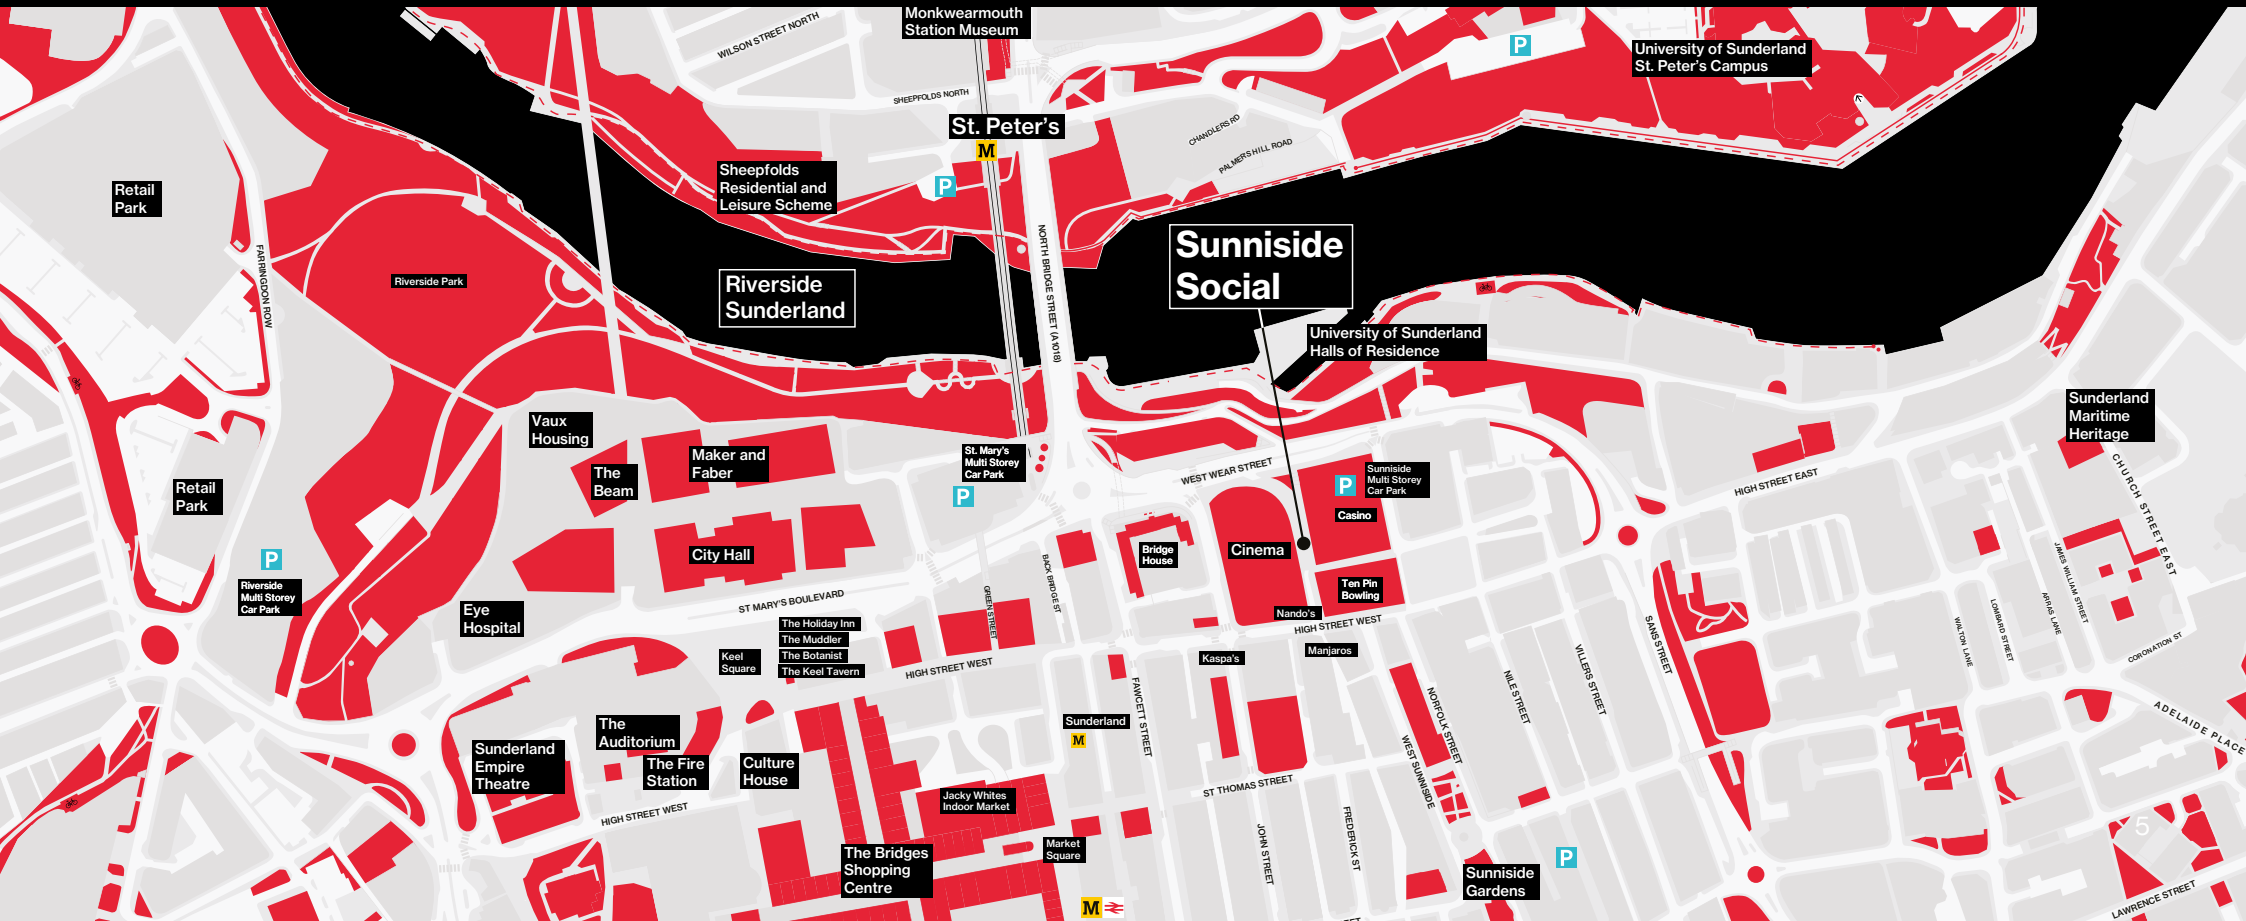 Monkwearmouth
Station Museum
WILSON STREET NORTH
P
University of Sunderland
St. Peter's Campus
SHEEPFOLDS NORTH
St. Peter's
M
CHANDLERS RD
PALMERS HILL ROAD
Sheepfolds
Residential and
Leisure Scheme
P
Retail
Park
FARRINGDON ROW
Riverside Park
Riverside
Sunderland
NORTH BRIDGE STREET (A1018)
Sunniside
Social
University of Sunderland
Halls of Residence
Vaux
Housing
The
Beam
Maker and
Faber
St. Mary's
Multi Storey
Car Park
P
WEST WEAR STREET
P
Sunniside
Multi Storey
Car Park
Casino
HIGH STREET EAST
Sunderland
Maritime
Heritage
CHURCH STREET EAST
Retail
Park
P
Riverside
Multi Storey
Car Park
City Hall
Bridge
House
Cinema
Ten Pin
Bowling
Nando's
HIGH STREET WEST
Manjaros
Kaspa's
BACK BRIDGE ST
GREEN STREET
Eye
Hospital
ST MARY'S BOULEVARD
The Holiday Inn
The Muddler
The Botanist
The Keel Tavern
Keel
Square
HIGH STREET WEST
FAWCETT STREET
Sunderland
M
NORFOLK STREET
WEST SUNNISIDE
NILE STREET
VILLIERS STREET
SANS STREET
WALTON LANE
LOMBARD STREET
ARRAS LANE
JAMES WILLIAM STREET
CORONATION ST
ADELAIDE PLACE
The
Auditorium
The Fire
Station
Sunderland
Empire
Theatre
HIGH STREET WEST
Culture
House
Jacky Whites
Indoor Market
The Bridges
Shopping
Centre
Market
Square
M
ST THOMAS STREET
JOHN STREET
FREDERICK ST
Sunniside
Gardens
P
5
LAWRENCE STREET